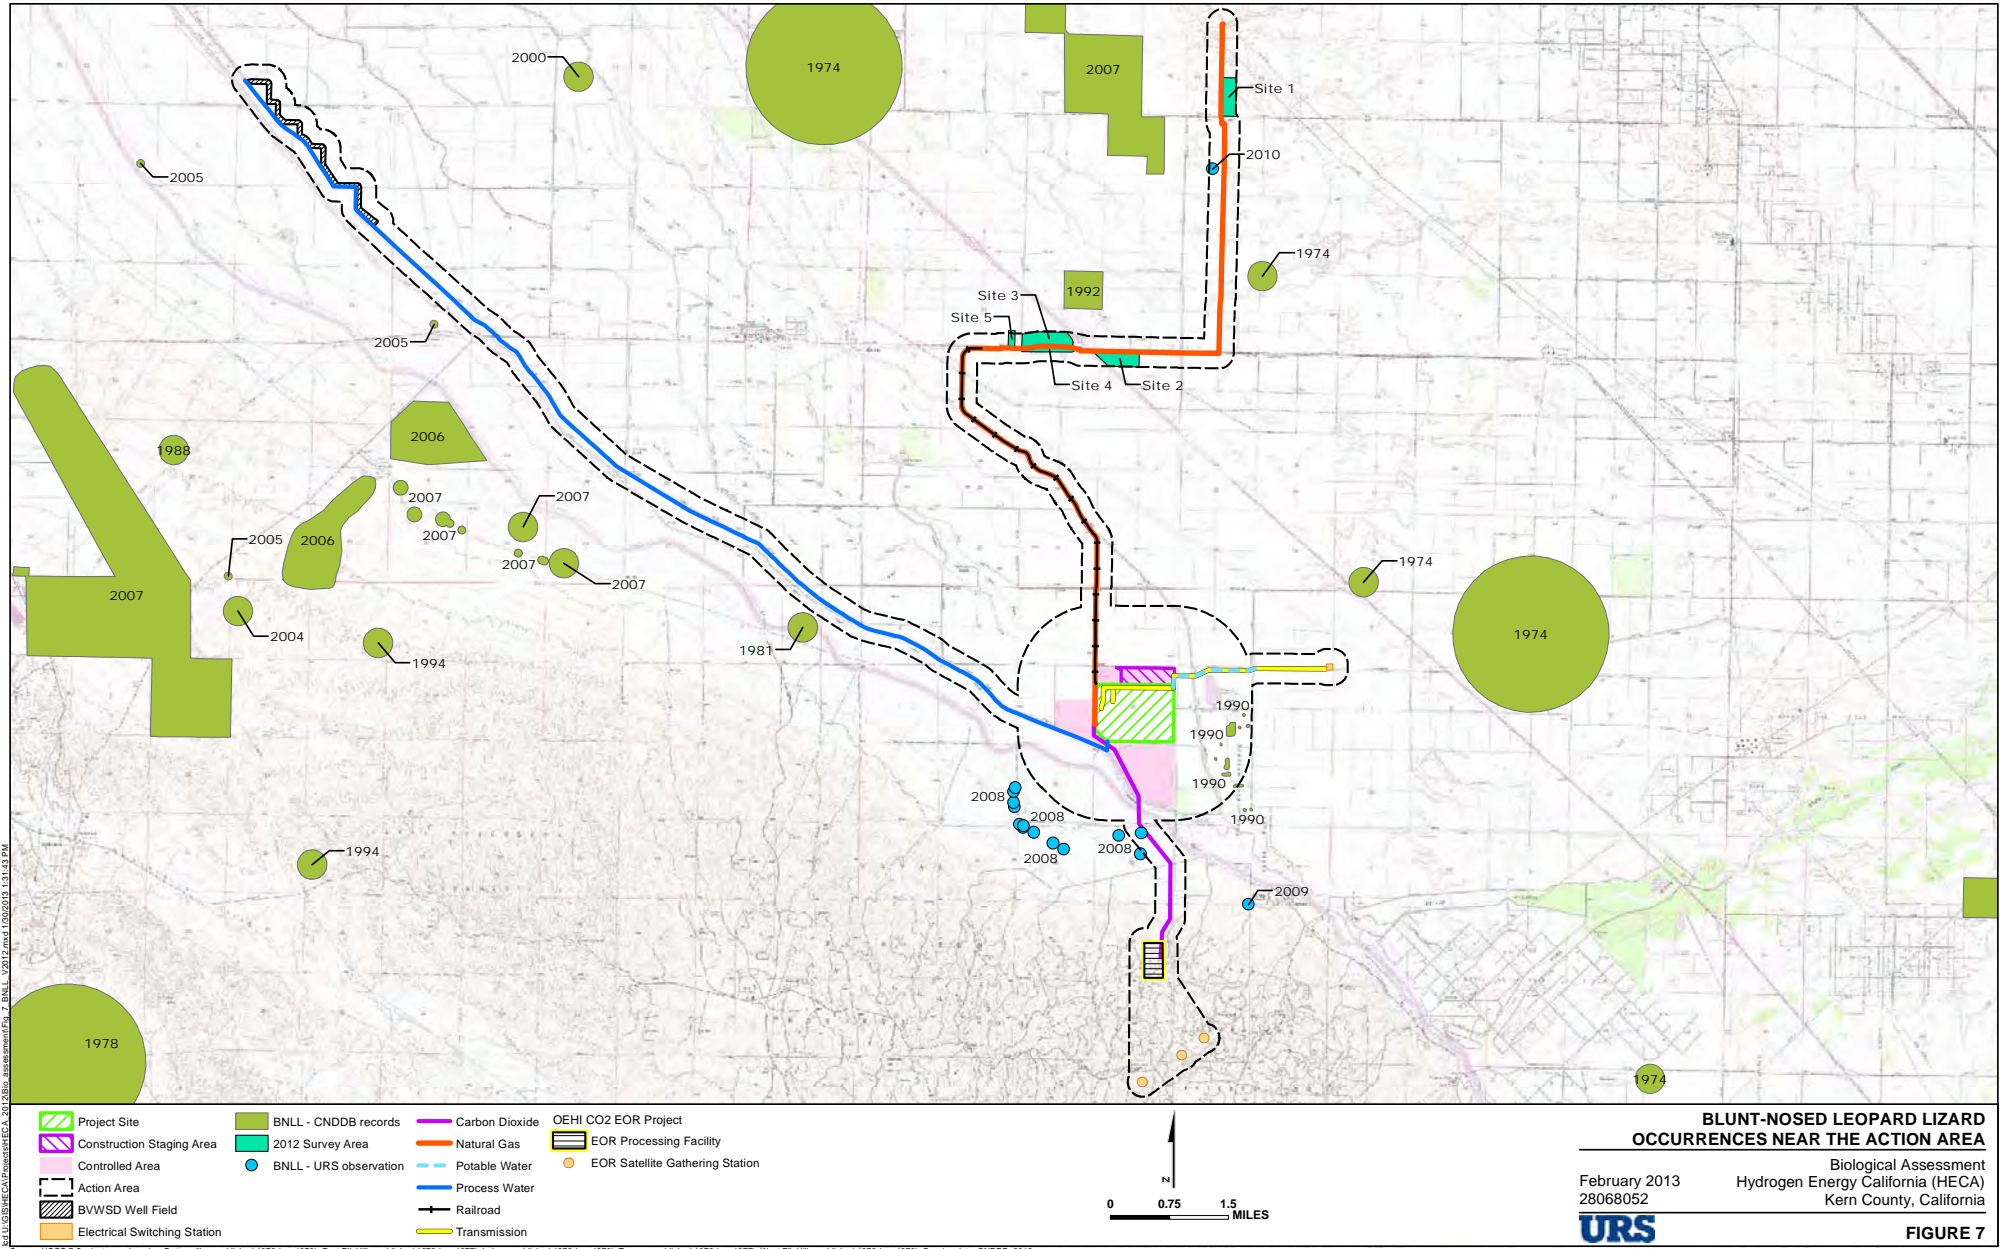 2000
1974
2007
Site 1
2010
2005
1974
1992
Site 3
Site 5
2005
Site 4
Site 2
2006
1988
2007
2007
2007
2005
2006
2007
2007
1974
2007
2004
1974
1981
1994
1990
1990
1990
2008
2008
1990
2008
2008
1994
2009
1978
1974
Project Site
Construction Staging Area
Controlled Area
Action Area
BVWSD Well Field
Electrical Switching Station
BNLL - CNDDB records
2012 Survey Area
BNLL - URS observation
Carbon Dioxide
Natural Gas
Potable Water
Process Water
Railroad
Transmission
OEHI CO2 EOR Project
EOR Processing Facility
EOR Satellite Gathering Station
N
0 0.75 1.5
MILES
BLUNT-NOSED LEOPARD LIZARD
OCCURRENCES NEAR THE ACTION AREA
Biological Assessment
February 2013 Hydrogen Energy California (HECA)
28068052 Kern County, California
URS
FIGURE 7